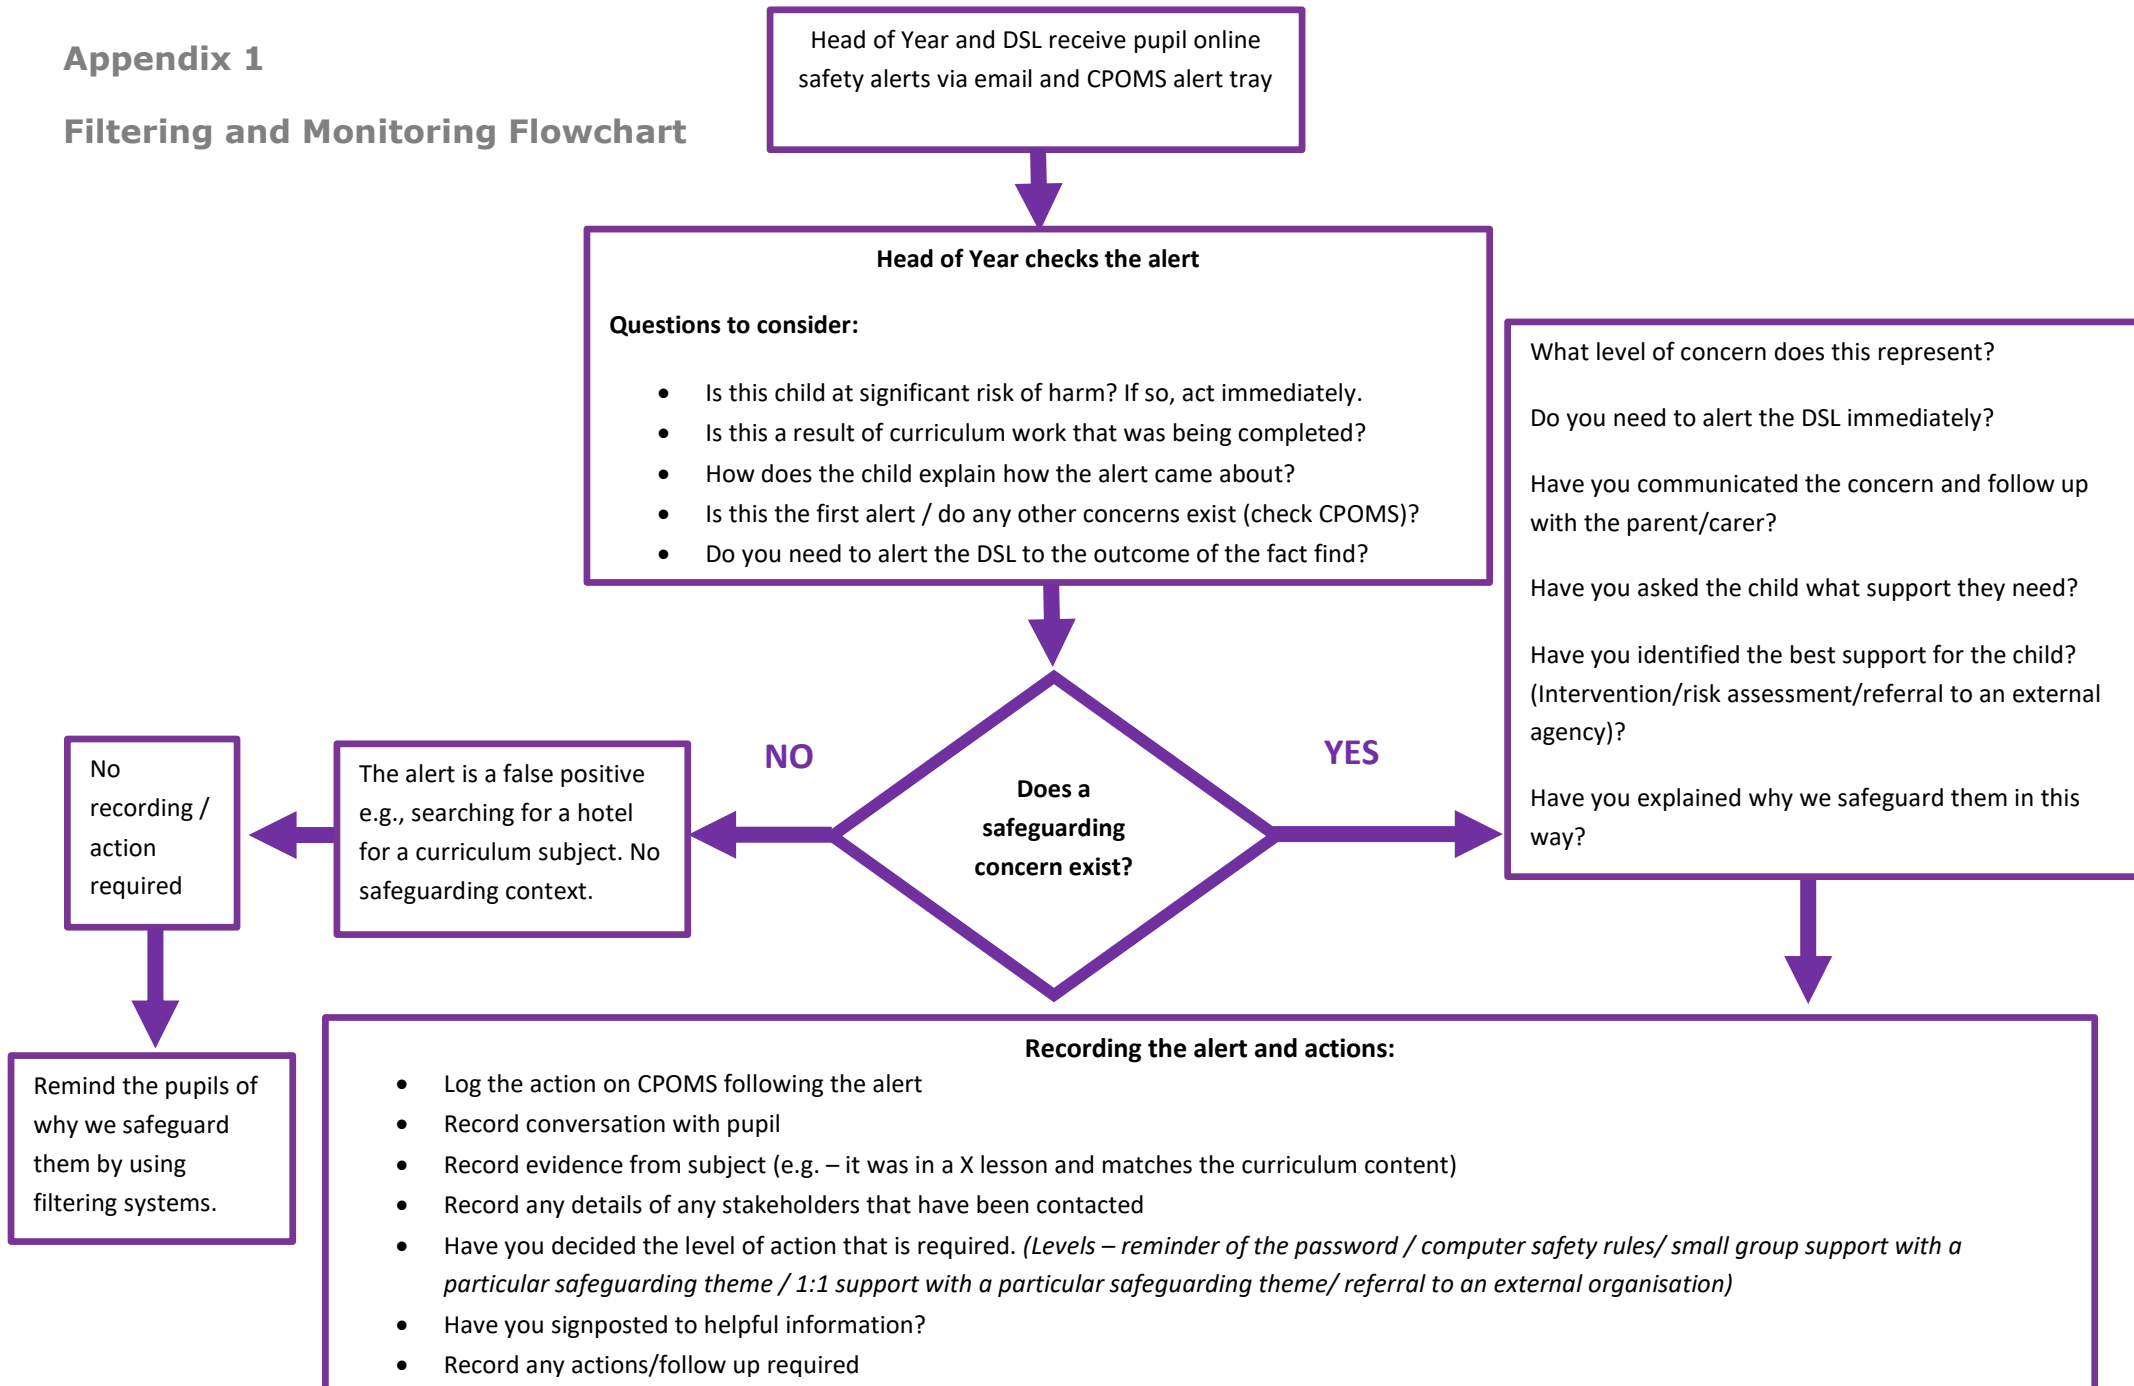 Appendix 1
Filtering and Monitoring Flowchart
Head of Year and DSL receive pupil online
safety alerts via email and CPOMS alert tray
Head of Year checks the alert
Questions to consider:
• Is this child at significant risk of harm? If so, act immediately.
• Is this a result of curriculum work that was being completed?
• How does the child explain how the alert came about?
• Is this the first alert / do any other concerns exist (check CPOMS)?
• Do you need to alert the DSL to the outcome of the fact find?
What level of concern does this represent?
Do you need to alert the DSL immediately?
Have you communicated the concern and follow up
with the parent/carer?
Have you asked the child what support they need?
Have you identified the best support for the child?
(Intervention/risk assessment/referral to an external
agency)?
Have you explained why we safeguard them in this
way?
Does a
safeguarding
concern exist?
NO
YES
The alert is a false positive
e.g., searching for a hotel
for a curriculum subject. No
safeguarding context.
No
recording /
action
required
Remind the pupils of
why we safeguard
them by using
filtering systems.
Recording the alert and actions:
• Log the action on CPOMS following the alert
• Record conversation with pupil
• Record evidence from subject (e.g. – it was in a X lesson and matches the curriculum content)
• Record any details of any stakeholders that have been contacted
• Have you decided the level of action that is required. (Levels – reminder of the password / computer safety rules/ small group support with a
particular safeguarding theme / 1:1 support with a particular safeguarding theme/ referral to an external organisation)
• Have you signposted to helpful information?
• Record any actions/follow up required